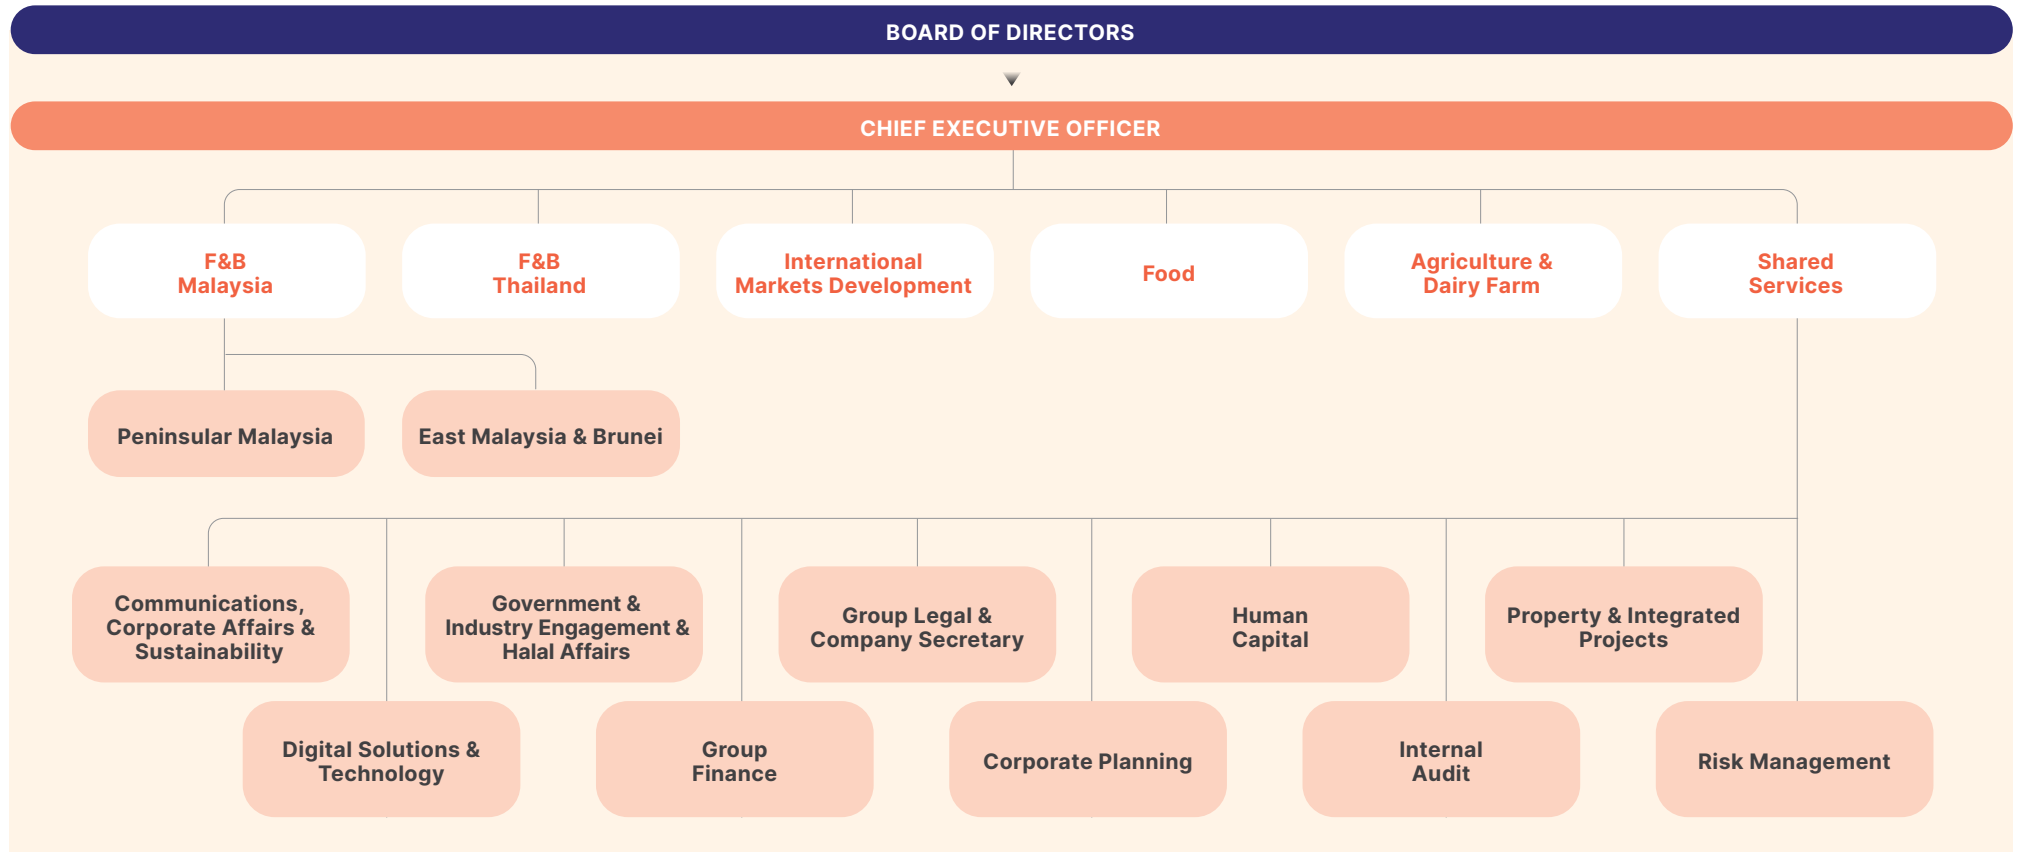 BOARD OF DIRECTORS
CHIEF EXECUTIVE OFFICER
F&B
Malaysia
F&B
Thailand
International
Markets Development
Food
Agriculture &
Dairy Farm
Shared
Services
Peninsular Malaysia
East Malaysia & Brunei
Communications,
Corporate Affairs &
Sustainability
Government &
Industry Engagement &
Halal Affairs
Group Legal &
Company Secretary
Human
Capital
Property & Integrated
Projects
Digital Solutions &
Technology
Group
Finance
Corporate Planning
Internal
Audit
Risk Management